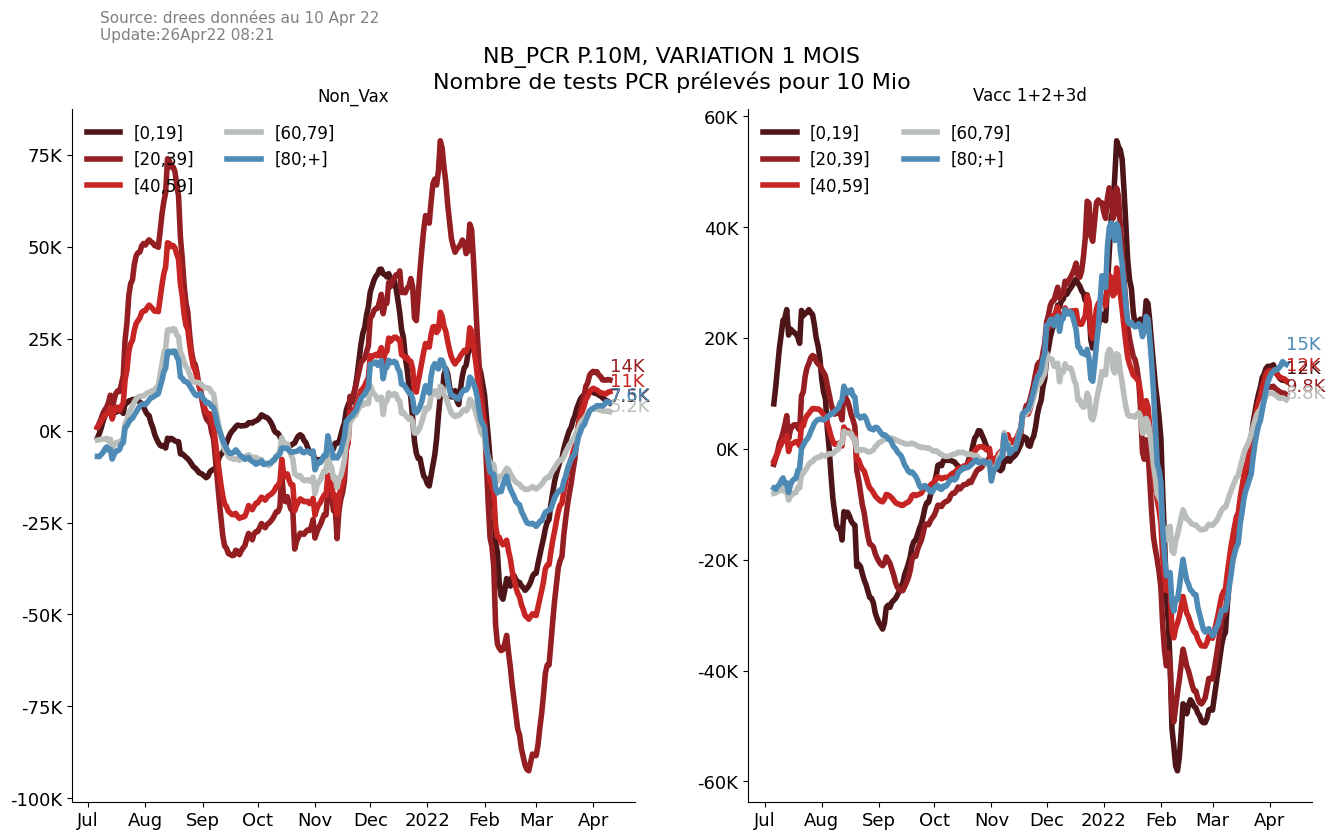 Source: drees données au 10 Apr 22
Update:26Apr22 08:21
NB_PCR P.10M, VARIATION 1 MOIS
Nombre de tests PCR prélevés pour 10 Mio
Non_Vax
[0,19]
[20,39]
[40,59]
[60,79]
[80;+]
75K
50K
25K
0K
-25K
-50K
-75K
-100K
14K
11K
5.2K
Jul Aug Sep Oct Nov Dec 2022 Feb Mar Apr
Vacc 1+2+3d
[0,19]
[20,39]
[40,59]
[60,79]
[80;+]
60K
40K
20K
0K
-20K
-40K
-60K
15K
12K
9.8K
8.8K
Jul Aug Sep Oct Nov Dec 2022 Feb Mar Apr